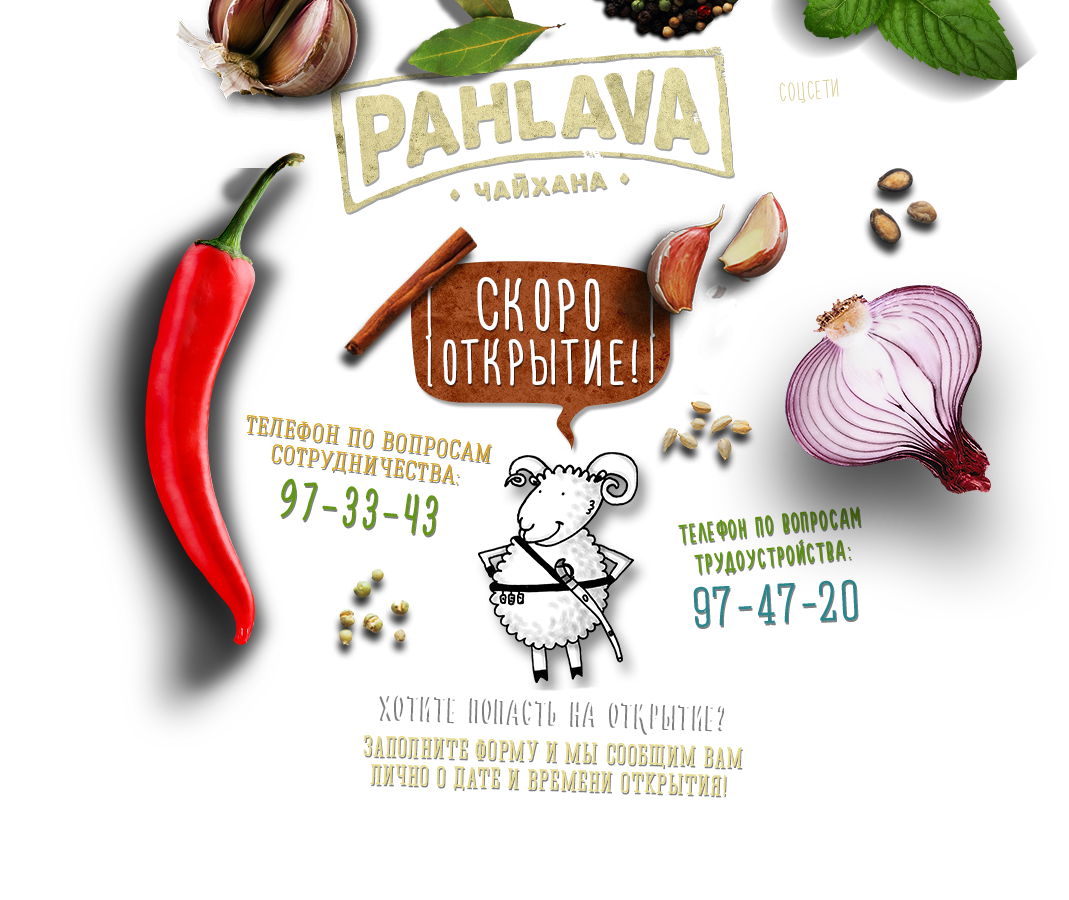 PAHLAVA
ЧАЙХАНА
СОЦСЕТИ
СКОРО
ОТКРЫТИЕ!
ТЕЛЕФОН ПО ВОПРОСАМ
СОТРУДНИЧЕСТВА:
97-33-43
ТЕЛЕФОН ПО ВОПРОСАМ
ТРУДОУСТРОЙСТВА:
97-47-20
ХОТИТЕ ПОПАСТЬ НА ОТКРЫТИЕ?
ЗАПОЛНИТЕ ФОРМУ И МЫ СООБЩИМ ВАМ
ЛИЧНО О ДАТЕ И ВРЕМЕНИ ОТКРЫТИЯ!